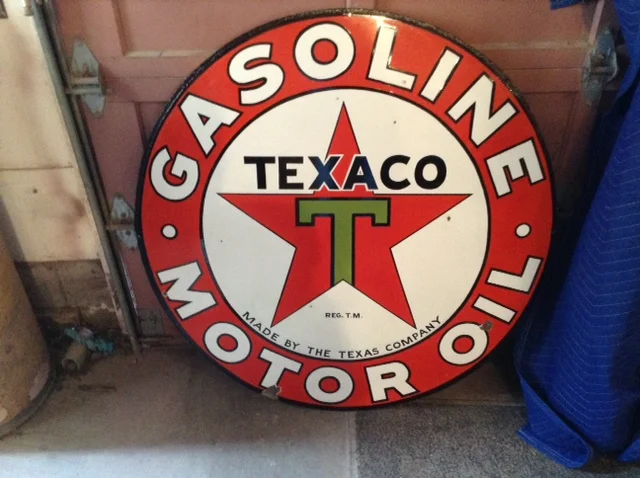 GASOLINE
TEXACO
T
REG. T.M.
MADE BY THE TEXAS COMPANY
• MOTOR OIL •